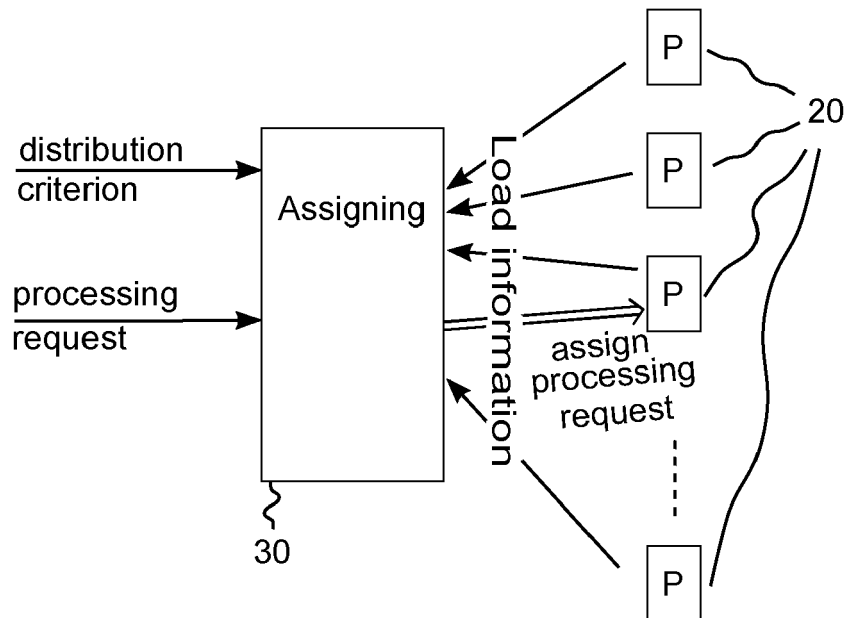 distribution
criterion
processing
request
Assigning
30
Load information
assign
processing
request
P
P
P
P
20